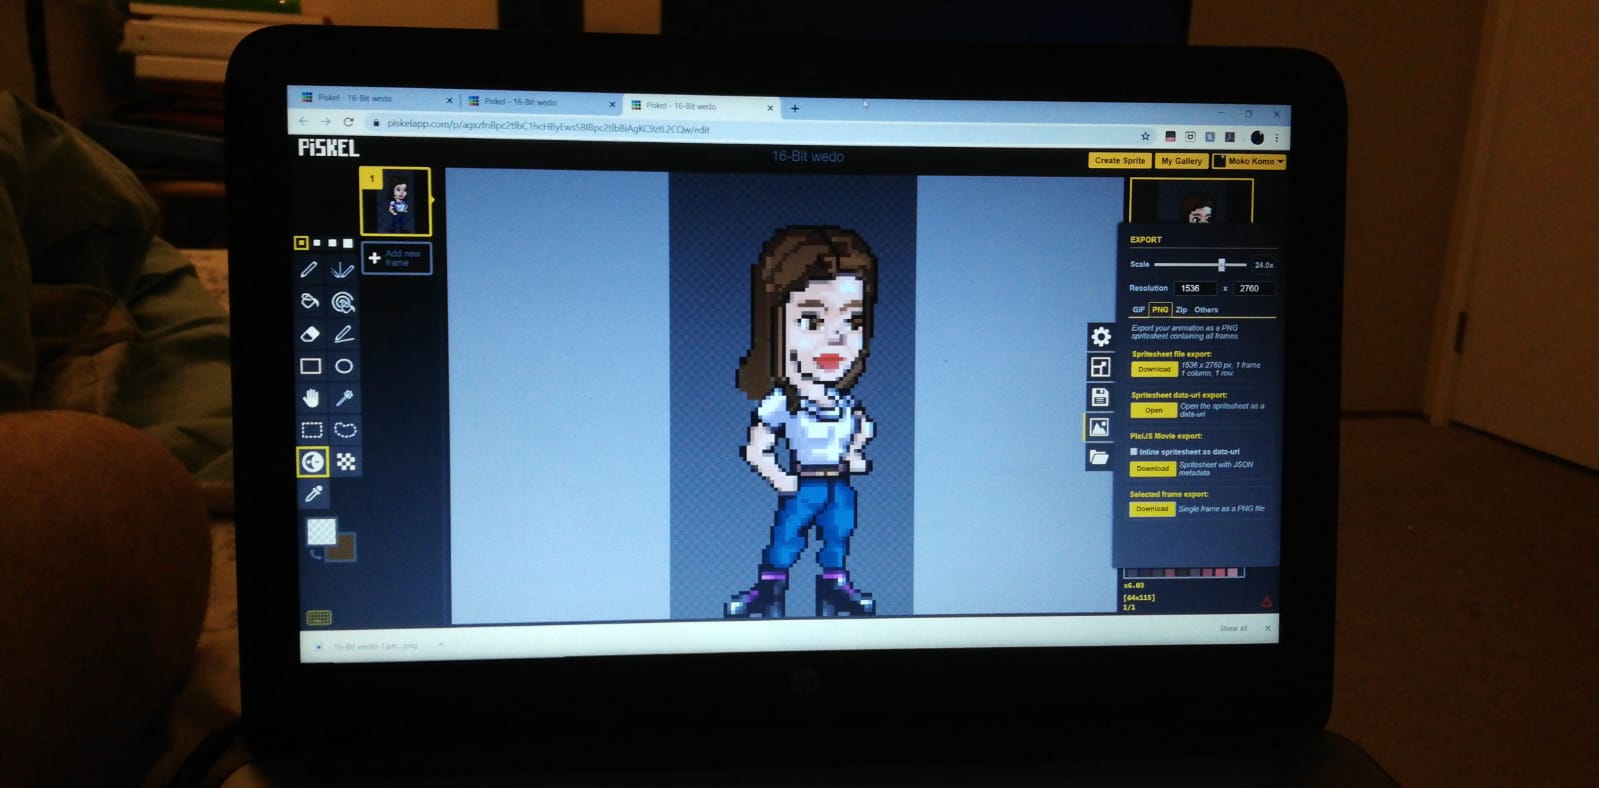 Piskel - 16-Bit wedo
Piskel - 16-Bit wedo
Piskel - 16-Bit wedo
PiSKEL
16-Bit wedo
Create Sprite
My Gallery
Moko Komo
1
Add new
frame
EXPORT
Scale
24.0x
Resolution
1536
x
2760
GIF
PNG
Zip
Others
Export your animation as a PNG
spritesheet containing all frames.
Spritesheet file export:
Download
1536 x 2760 px, 1 frame
1 column, 1 row.
Spritesheet data-uri export:
Open
Open the spritesheet as a
data-uri
PixiJS Movie export:
Inline spritesheet as data-uri
Download
Spritesheet with JSON
metadata
Selected frame export:
Download
Single frame as a PNG file
x6.03
[64x115]
1/1
Show all
hp